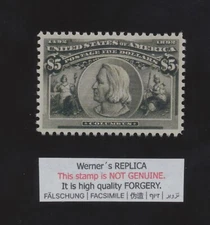 1492 1892
UNITED STATES OF AMERICA
POSTAGE FIVE DOLLARS
$5 $5
COLUMBUS
Werner´s REPLICA
This stamp is NOT GENUINE.
It is high quality FORGERY.
FÄLSCHUNG | FACSIMILE | 伪造 |